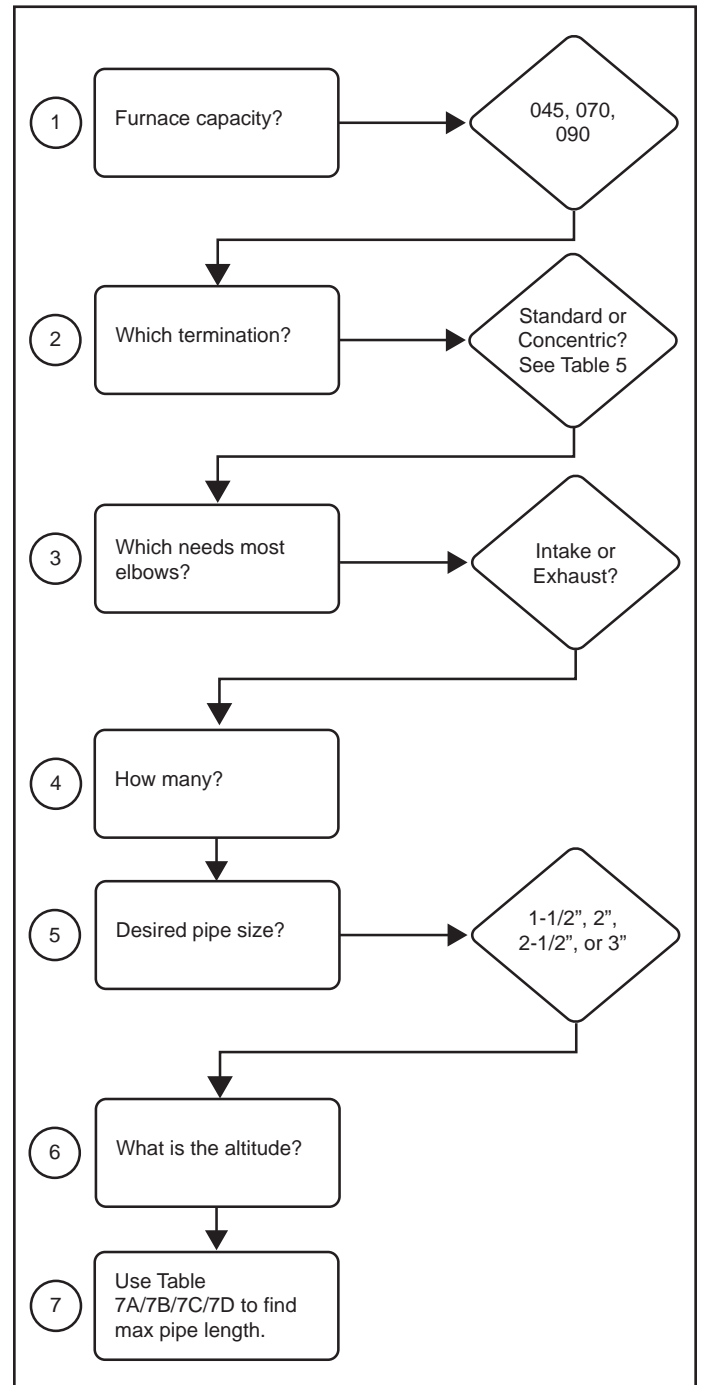 1
Furnace capacity?
045, 070,
090
2
Which termination?
Standard or
Concentric?
See Table 5
3
Which needs most
elbows?
Intake or
Exhaust?
4
How many?
5
Desired pipe size?
1-1/2”, 2”,
2-1/2”, or 3”
6
What is the altitude?
7
Use Table
7A/7B/7C/7D to find
max pipe length.